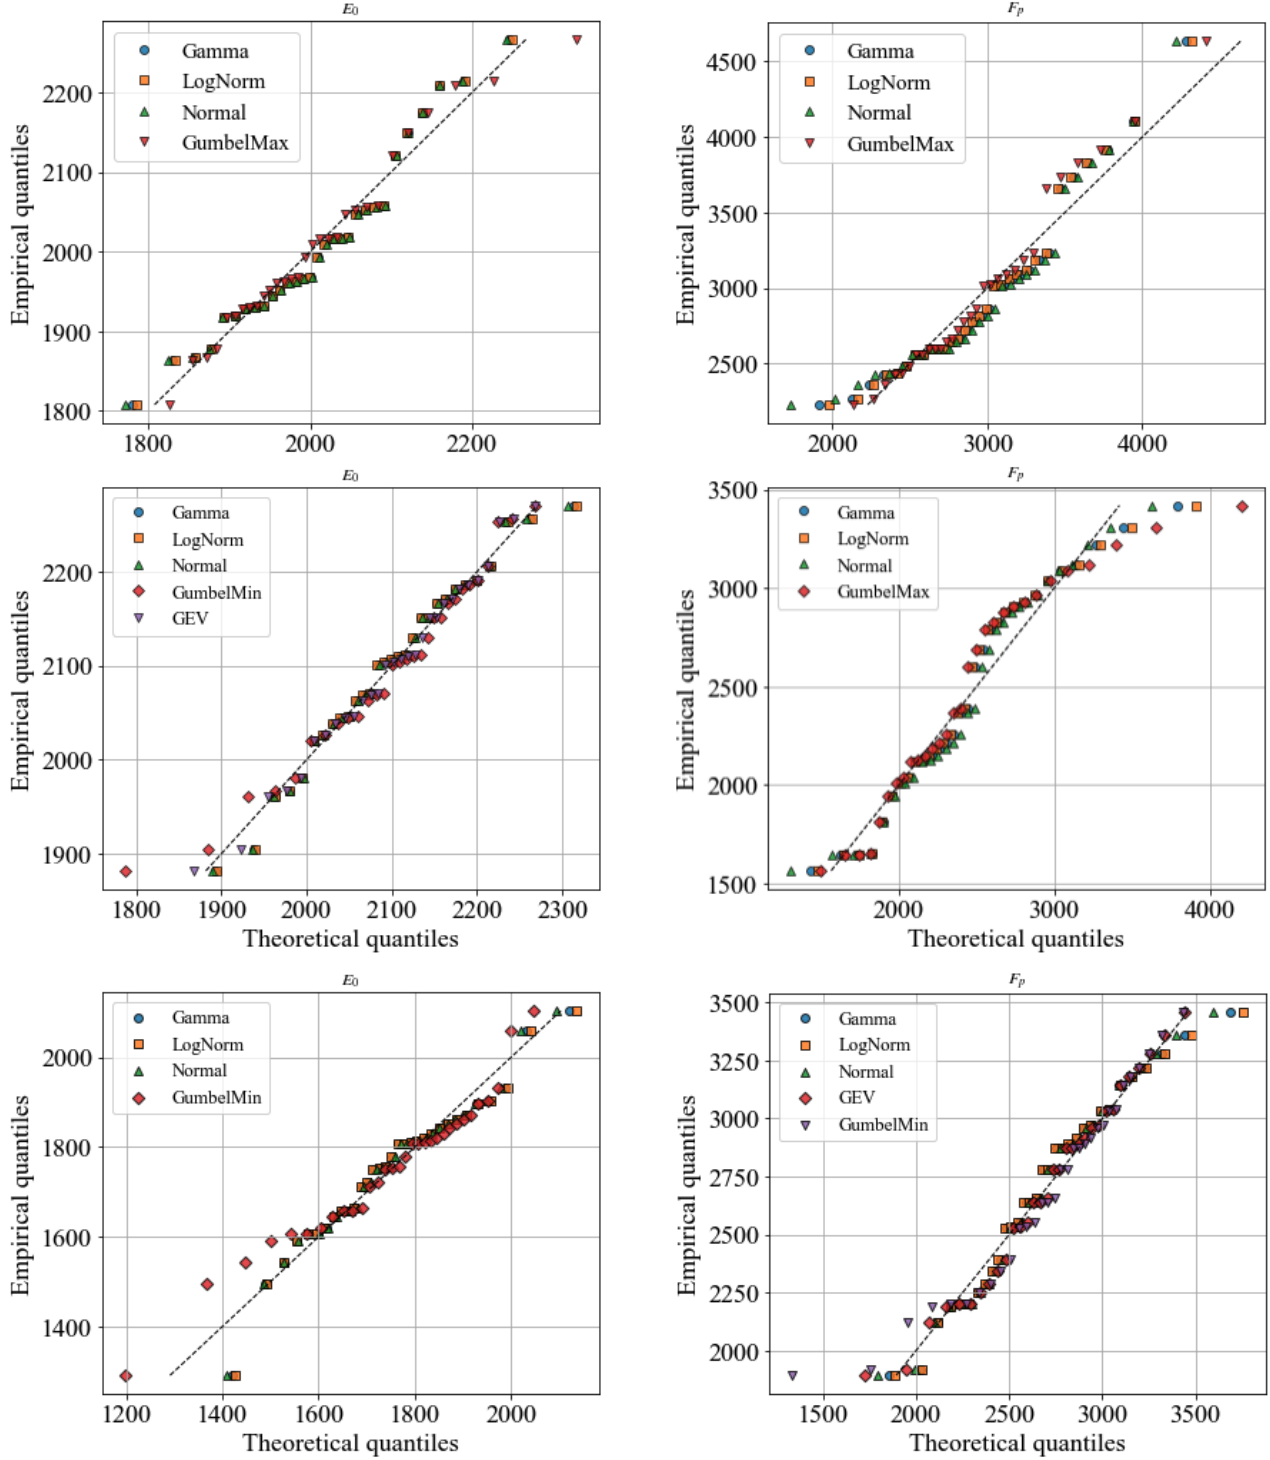 E₀
Gamma
LogNorm
Normal
GumbelMax
2200
2100
2000
1900
1800
1800
2000
2200
Empirical quantiles
Fₚ
Gamma
LogNorm
Normal
GumbelMax
4500
4000
3500
3000
2500
2000
3000
4000
Empirical quantiles
E₀
Gamma
LogNorm
Normal
GumbelMin
GEV
2200
2100
2000
1900
1800
1900
2000
2100
2200
2300
Empirical quantiles
Theoretical quantiles
Fₚ
Gamma
LogNorm
Normal
GumbelMax
3500
3000
2500
2000
1500
2000
3000
4000
Empirical quantiles
Theoretical quantiles
E₀
Gamma
LogNorm
Normal
GumbelMin
2000
1800
1600
1400
1200
1400
1600
1800
2000
Empirical quantiles
Theoretical quantiles
Fₚ
Gamma
LogNorm
Normal
GEV
GumbelMin
3500
3250
3000
2750
2500
2250
2000
1500
2000
2500
3000
3500
Empirical quantiles
Theoretical quantiles